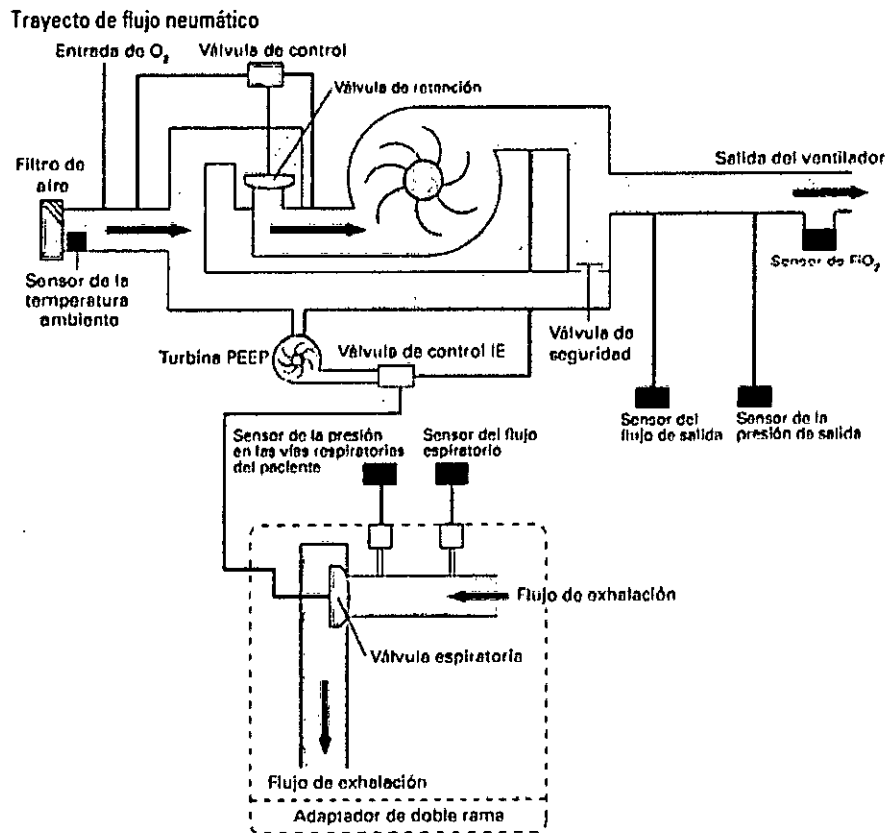 Trayecto de flujo neumático
Entrada de O₂
Válvula de control
Válvula de retención
Filtro de
aire
Salida del ventilador
Sensor de la
temperatura
ambiente
Sensor de FiO₂
Turbina PEEP
Válvula de control IE
Válvula de
seguridad
Sensor de la presión
en las vías respiratorias
del paciente
Sensor del flujo
espiratorio
Sensor del
flujo de salida
Sensor de la
presión de salida
Flujo de exhalación
Válvula espiratoria
Flujo de exhalación
Adaptador de doble rama